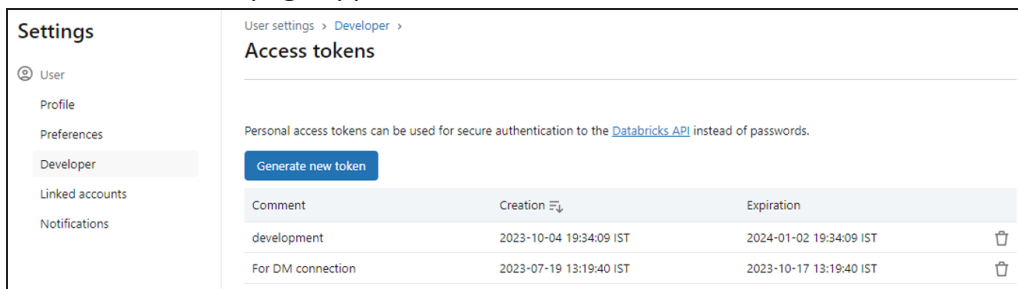 Settings
User
Profile
Preferences
Developer
Linked accounts
Notifications
User settings > Developer >
Access tokens
Personal access tokens can be used for secure authentication to the Databricks API instead of passwords.
Generate new token
Comment Creation Expiration
development 2023-10-04 19:34:09 IST 2024-01-02 19:34:09 IST
For DM connection 2023-07-19 13:19:40 IST 2023-10-17 13:19:40 IST